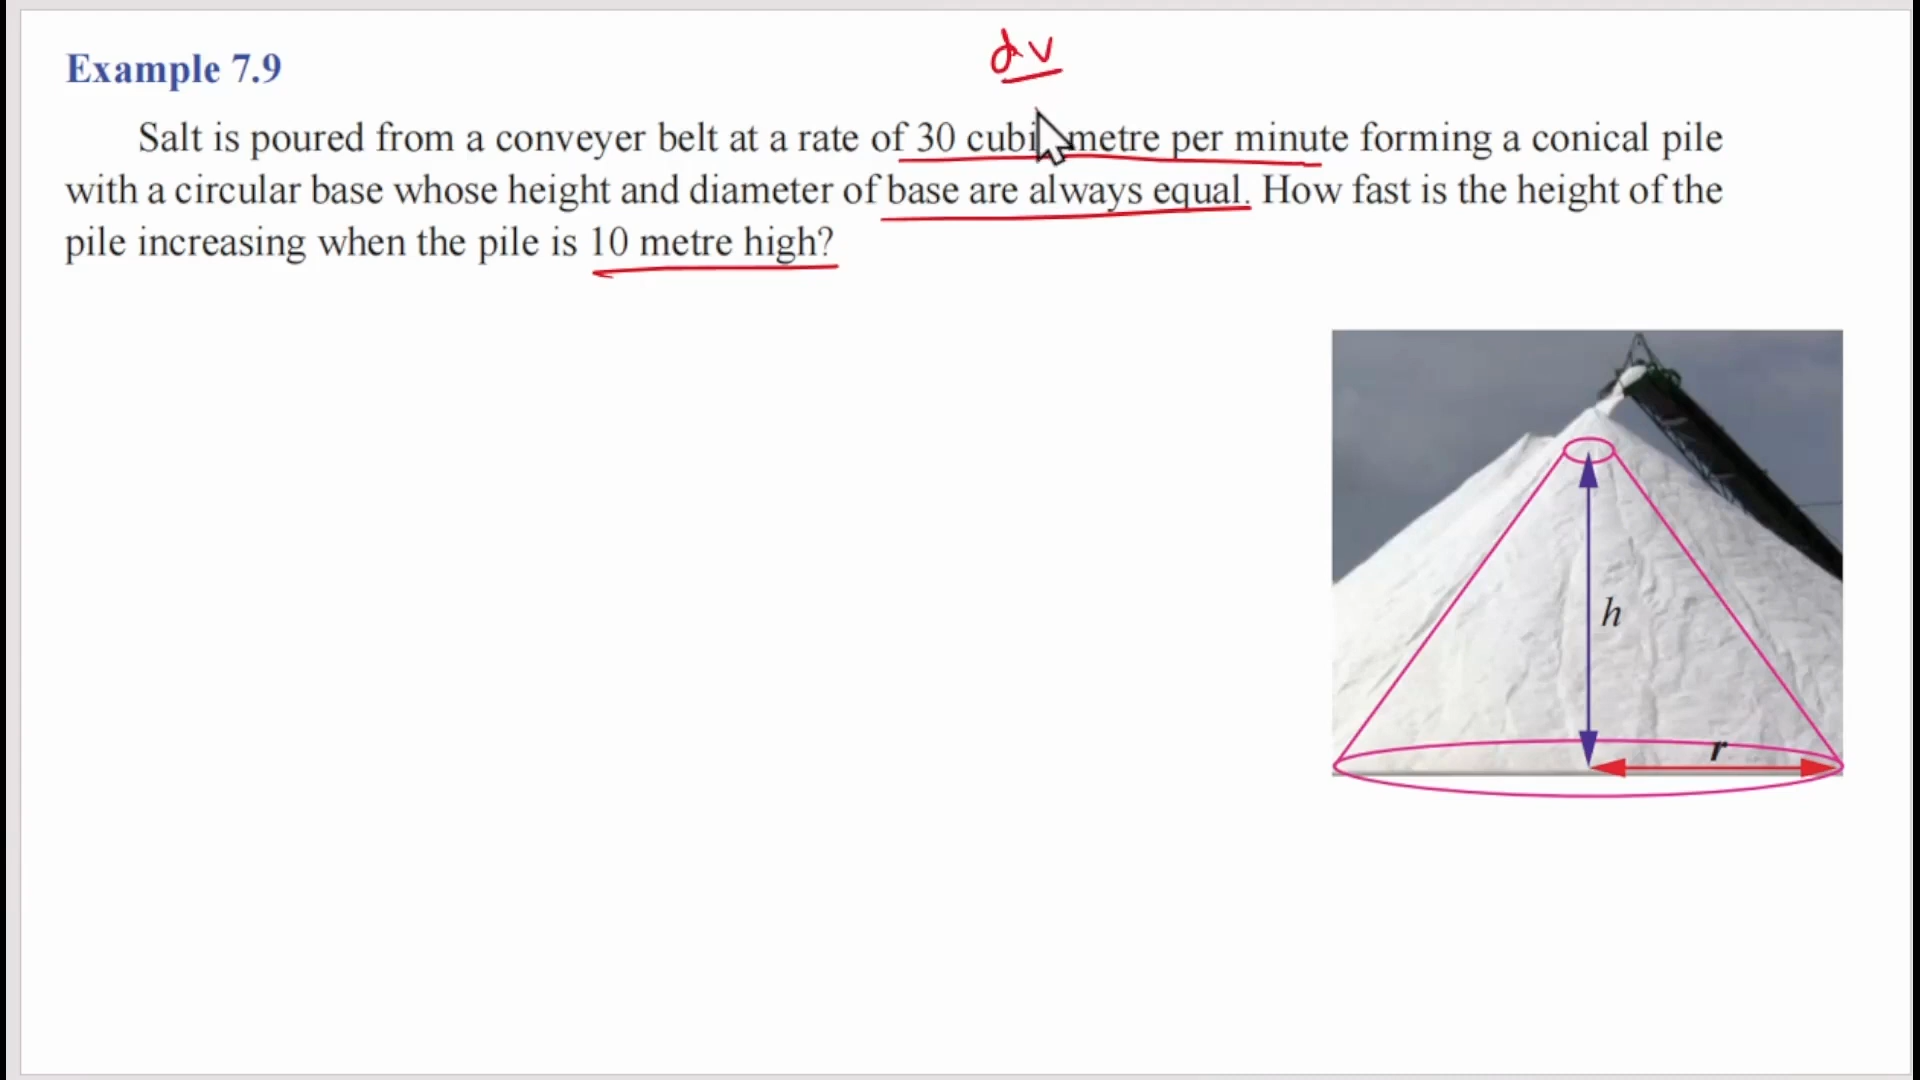 dv
Example 7.9
Salt is poured from a conveyer belt at a rate of 30 cubi metre per minute forming a conical pile
with a circular base whose height and diameter of base are always equal. How fast is the height of the
pile increasing when the pile is 10 metre high?
h
r